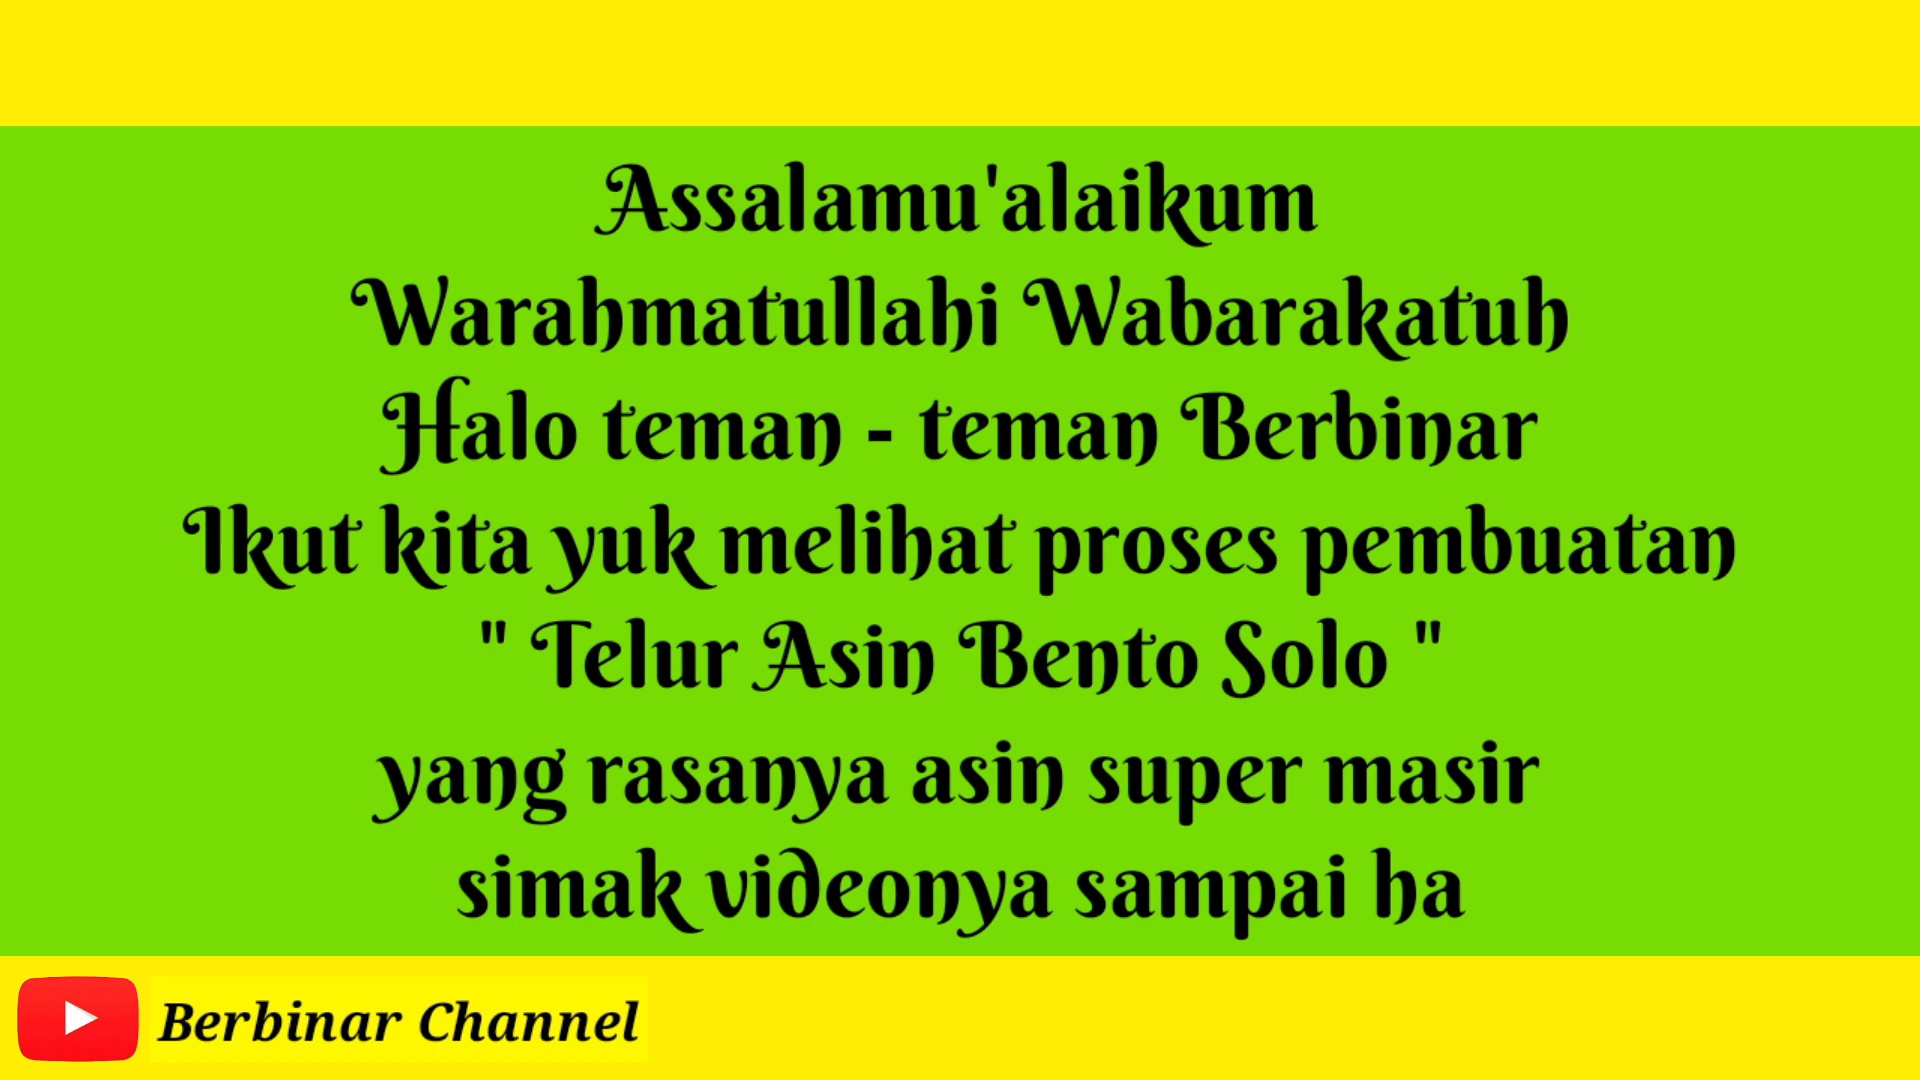 Assalamu'alaikum
Warahmatullahi Wabarakatuh
Halo teman - teman Berbinar
Ikut kita yuk melihat proses pembuatan
" Telur Asin Bento Solo "
yang rasanya asin super masir
simak videonya sampai ha
Berbinar Channel